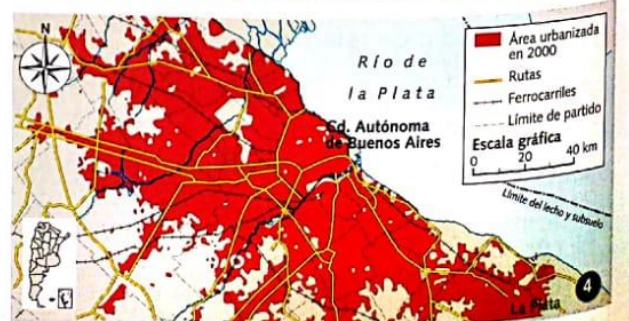 N
Río de
la Plata
Cd. Autónoma
de Buenos Aires
Área urbanizada
en 2000
Rutas
Ferrocarriles
Límite de partido
Escala gráfica
0 20 40 km
Límite del lecho y subsuelo
La Plata
4